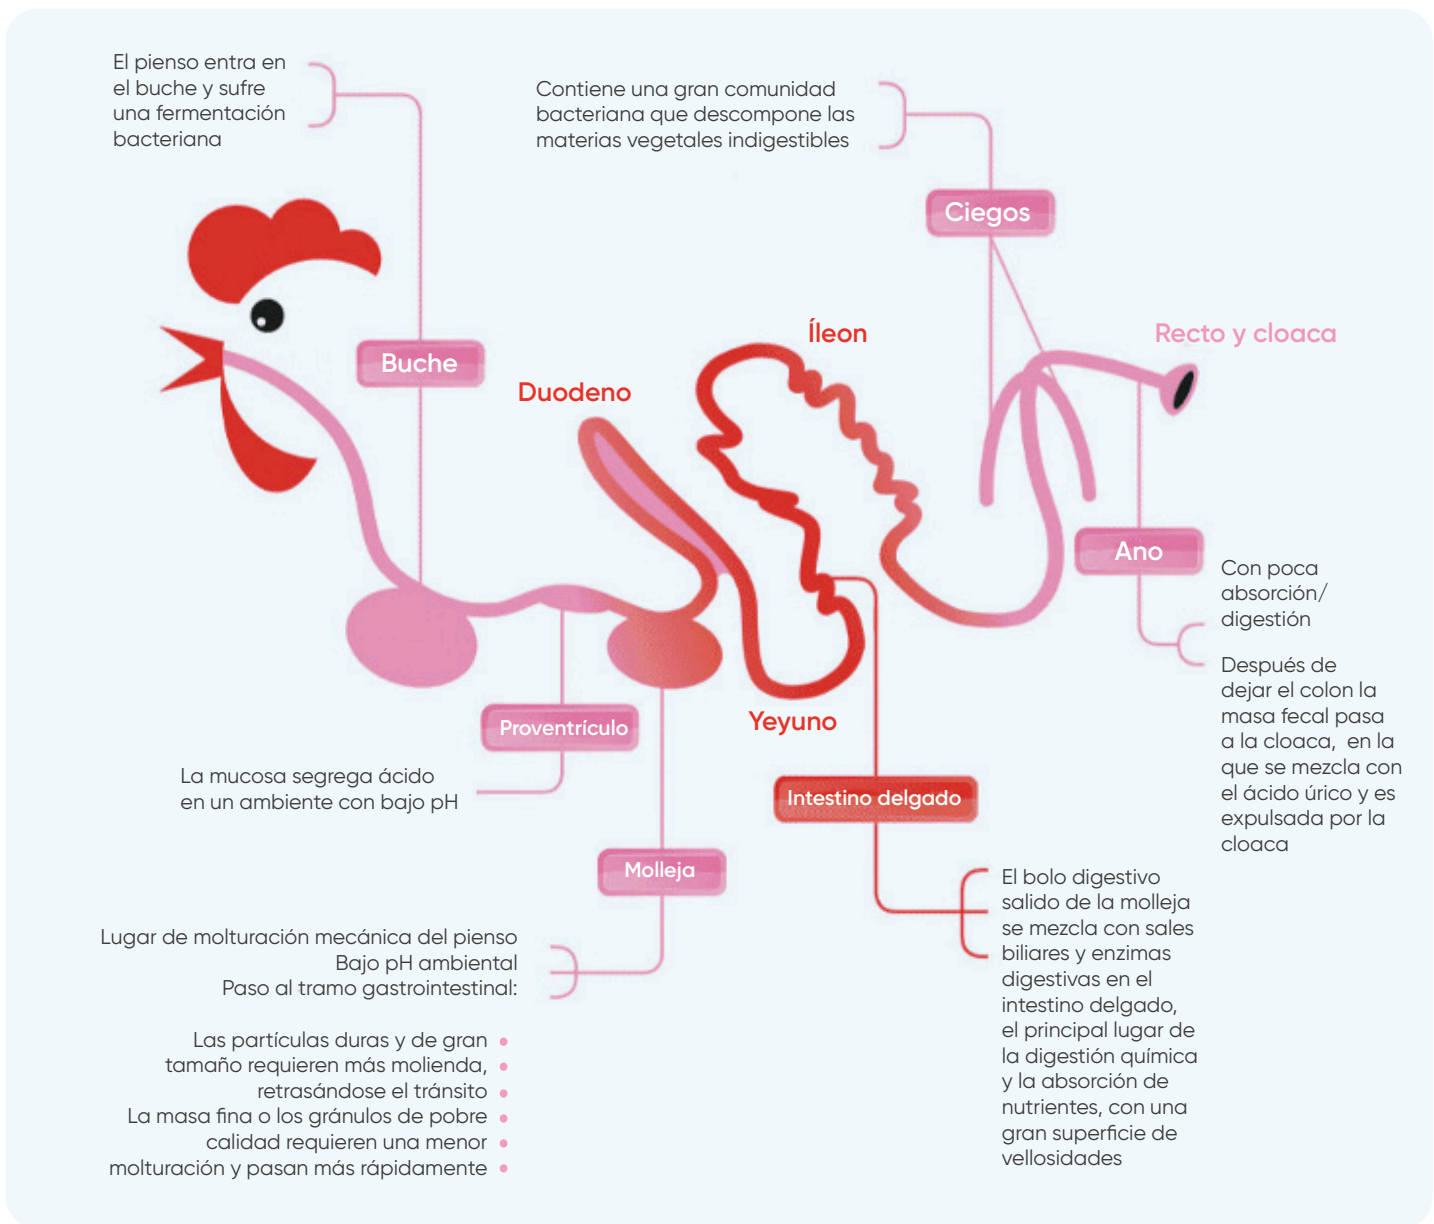 El pienso entra en
el buche y sufre
una fermentación
bacteriana
Contiene una gran comunidad
bacteriana que descompone las
materias vegetales indigestibles
Ciegos
Íleon
Recto y cloaca
Buche
Duodeno
Ano
Con poca
absorción/
digestión
Después de
dejar el colon la
masa fecal pasa
a la cloaca, en la
que se mezcla con
el ácido úrico y es
expulsada por la
cloaca
Yeyuno
Proventrículo
La mucosa segrega ácido
en un ambiente con bajo pH
Intestino delgado
Molleja
El bolo digestivo
salido de la molleja
se mezcla con sales
biliares y enzimas
digestivas en el
intestino delgado,
el principal lugar de
la digestión química
y la absorción de
nutrientes, con una
gran superficie de
vellosidades
Lugar de molturación mecánica del pienso
Bajo pH ambiental
Paso al tramo gastrointestinal:
Las partículas duras y de gran •
tamaño requieren más molienda, •
retrasándose el tránsito •
La masa fina o los gránulos de pobre •
calidad requieren una menor •
molturación y pasan más rápidamente •